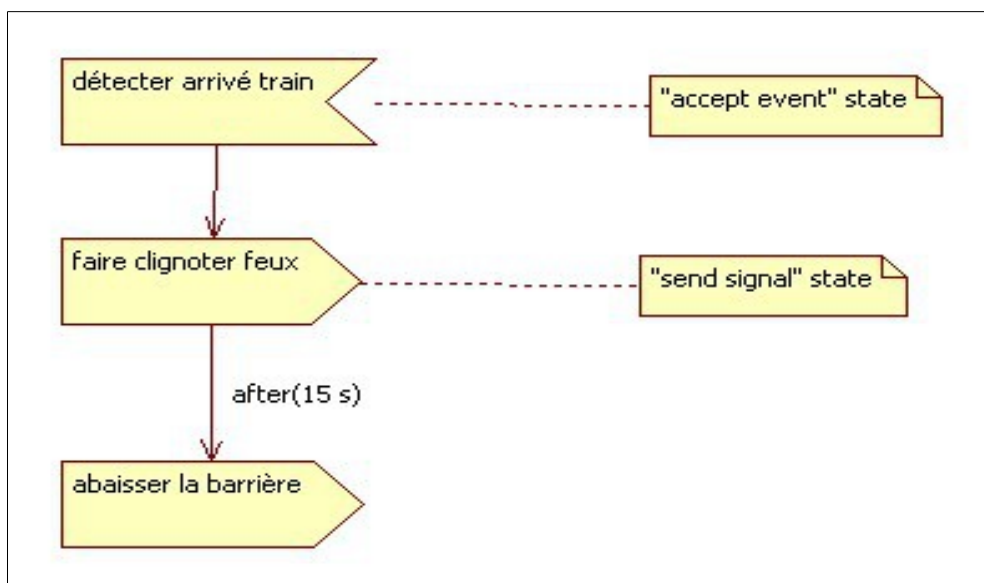 détecter arrivé train
"accept event" state
faire clignoter feux
"send signal" state
after(15 s)
abaisser la barrière